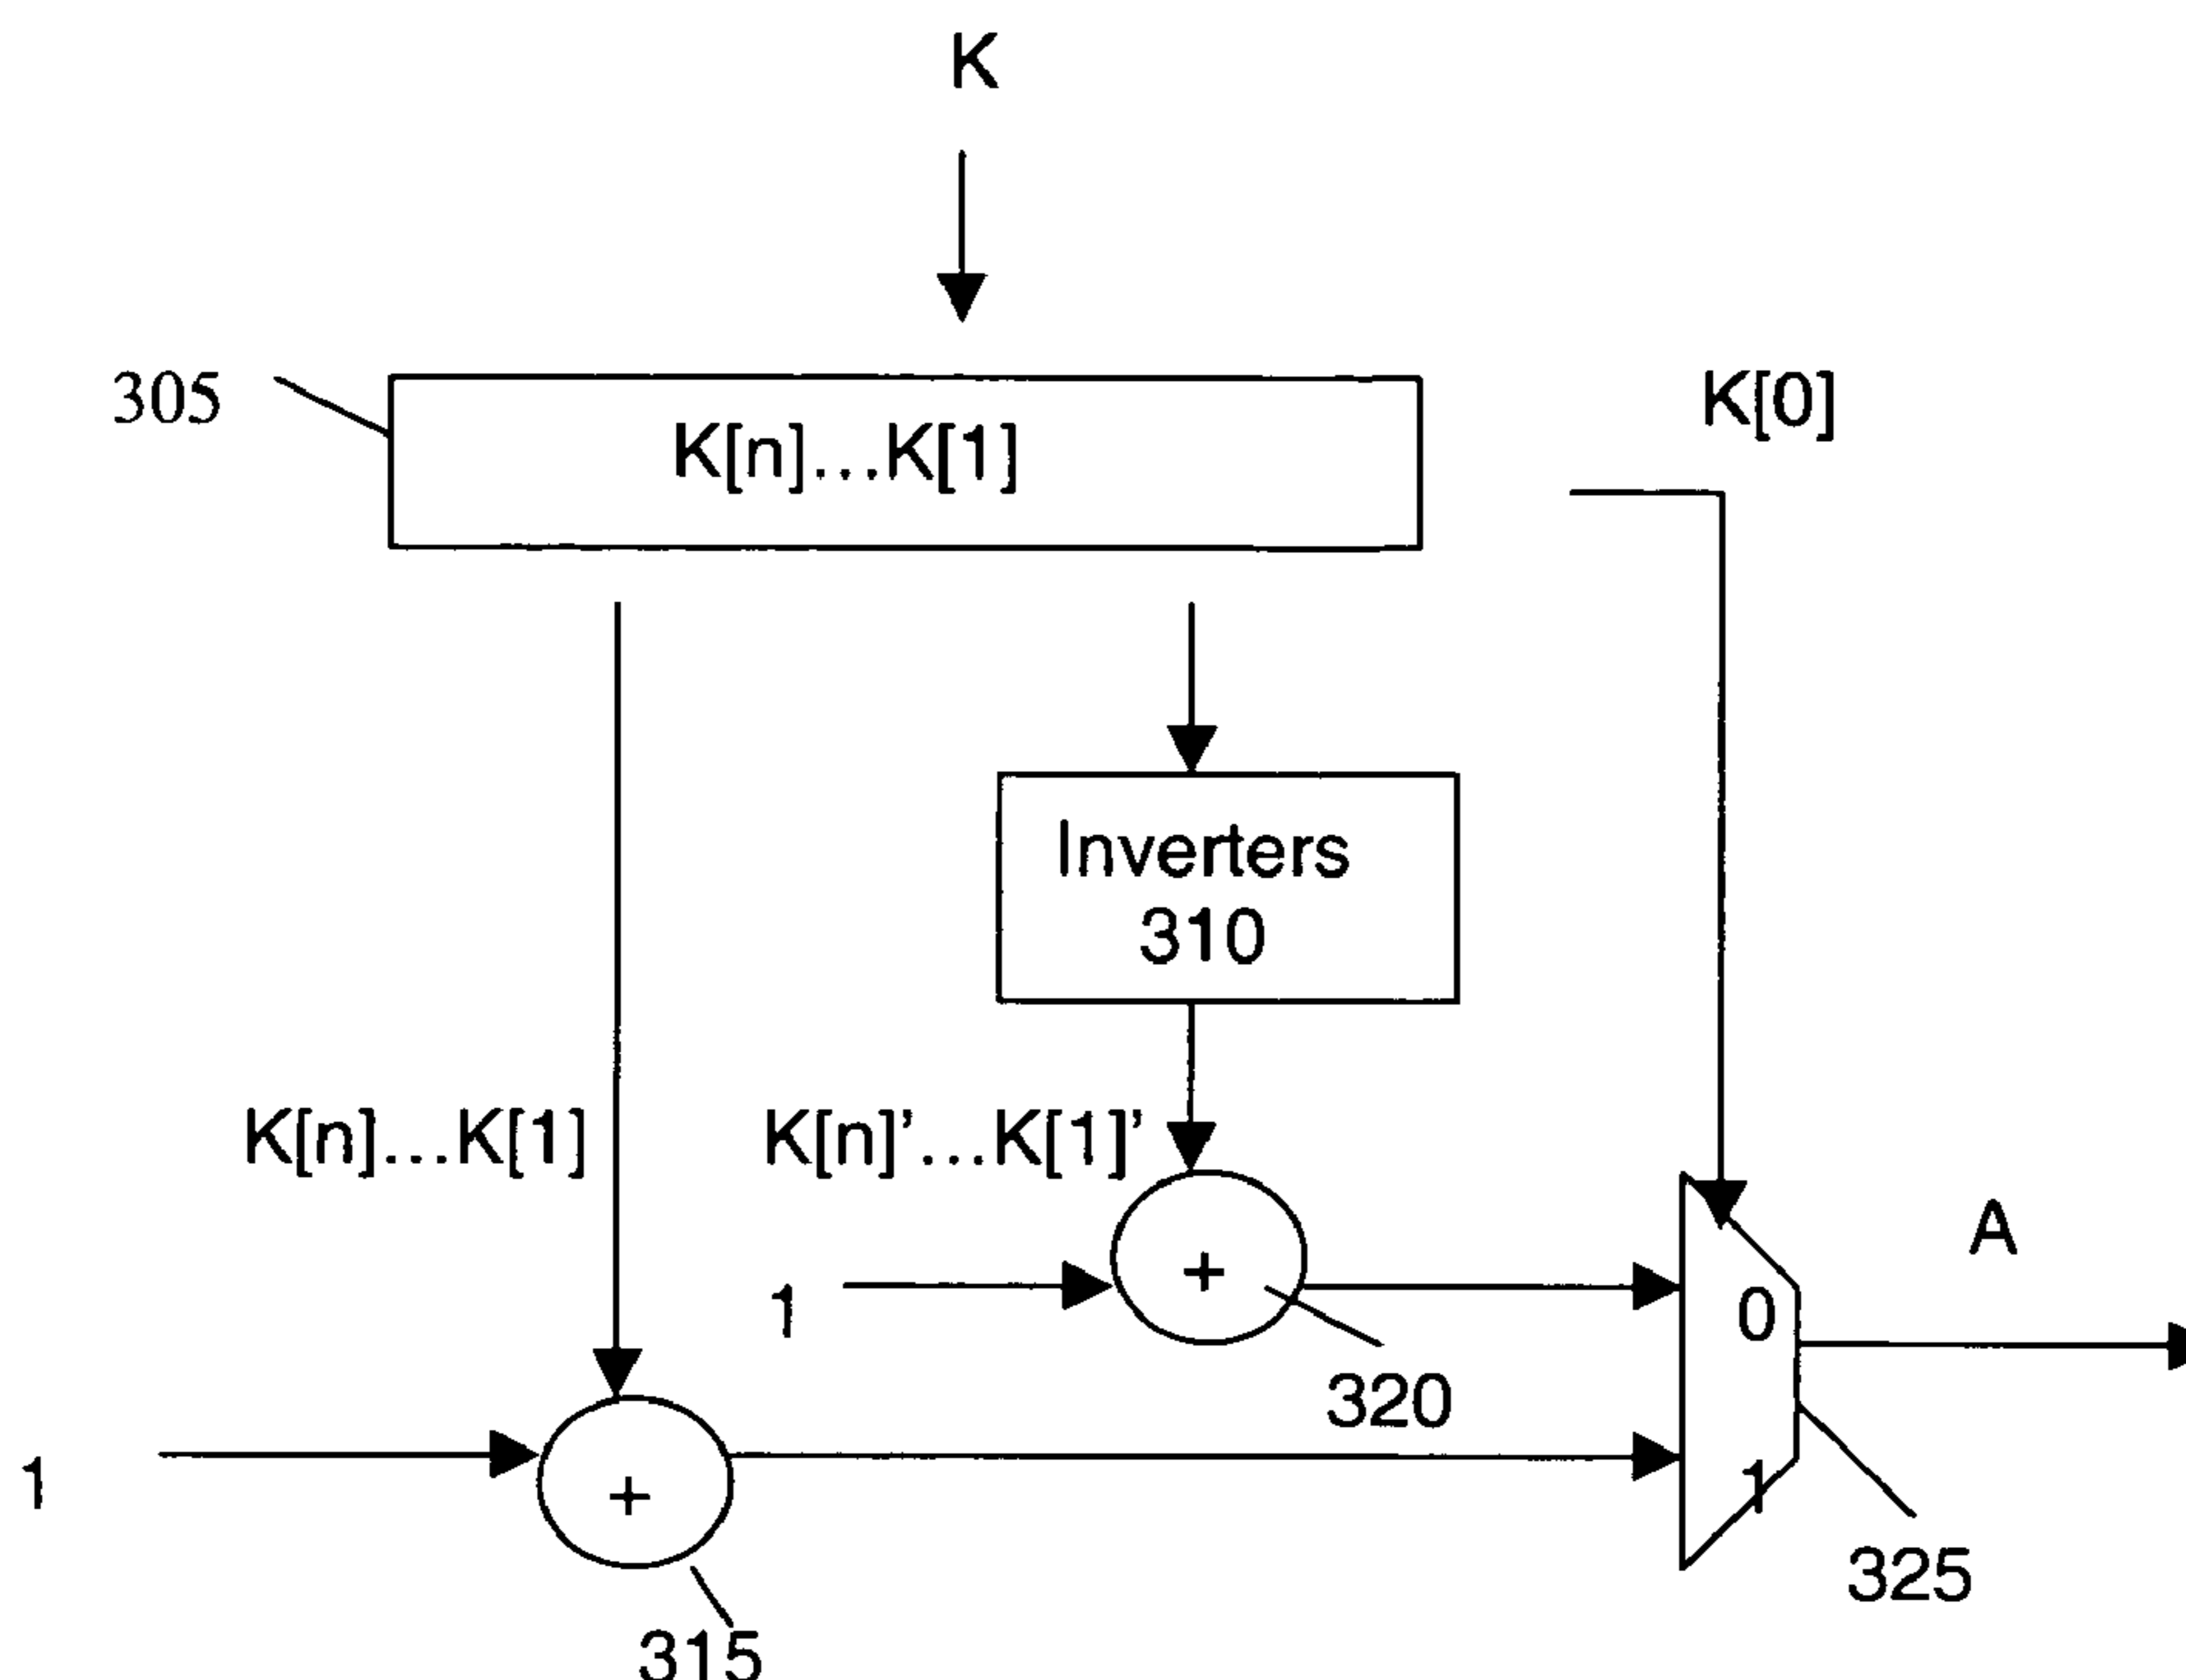 K
305
K[n]...K[1]
K[0]
Inverters
310
K[n]...K[1]
K[n]’...K[1]’
A
+
1
0
320
1
+
1
325
315